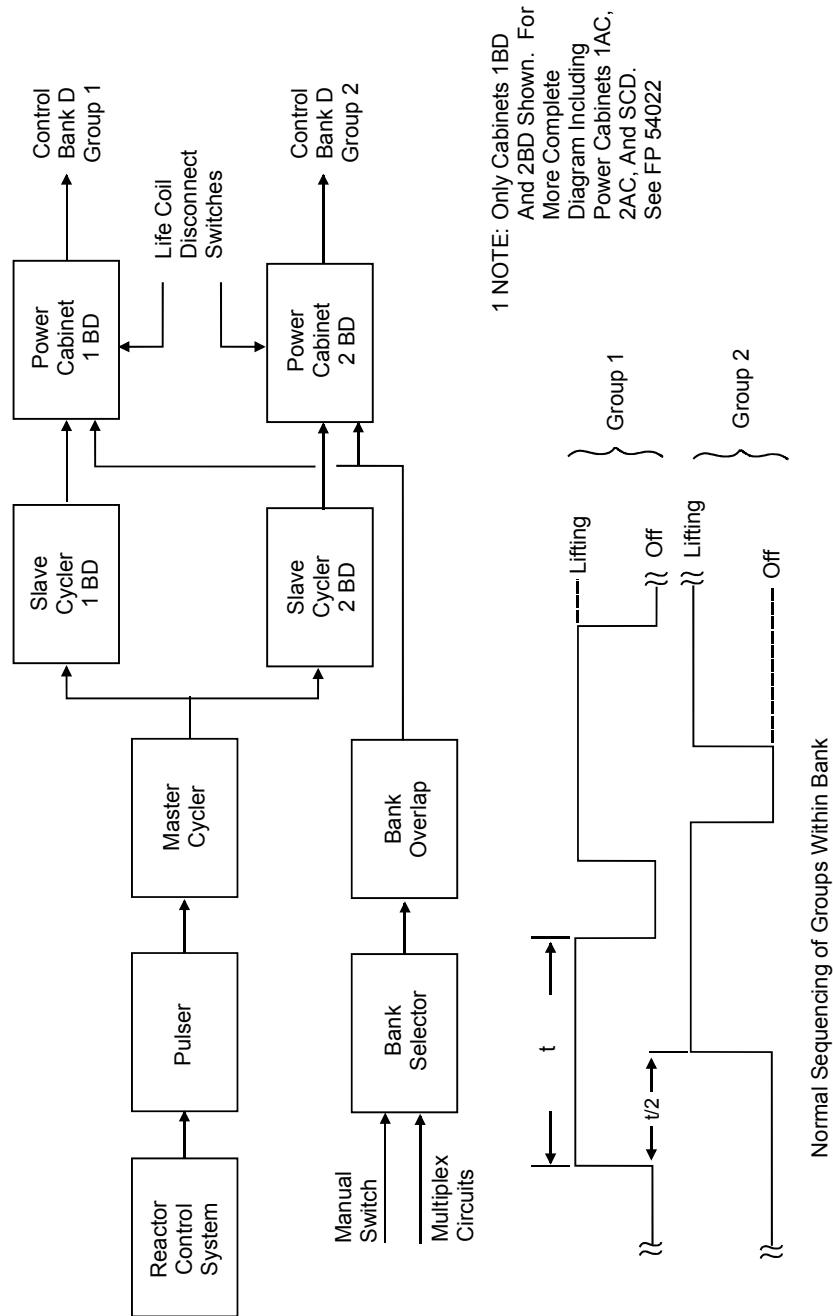 Reactor
Control
System
Pulser
Master
Cycler
Slave
Cycler
1 BD
Slave
Cycler
2 BD
Power
Cabinet
1 BD
Power
Cabinet
2 BD
Control
Bank D
Group 1
Control
Bank D
Group 2
Life Coil
Disconnect
Switches
Manual
Switch
Multiplex
Circuits
Bank
Selector
Bank
Overlap
1 NOTE: Only Cabinets 1BD
And 2BD Shown. For
More Complete
Diagram Including
Power Cabinets 1AC,
2AC, And SCD.
See FP 54022
t
t/2
Lifting
Off
Group 1
Lifting
Off
Group 2
Normal Sequencing of Groups Within Bank